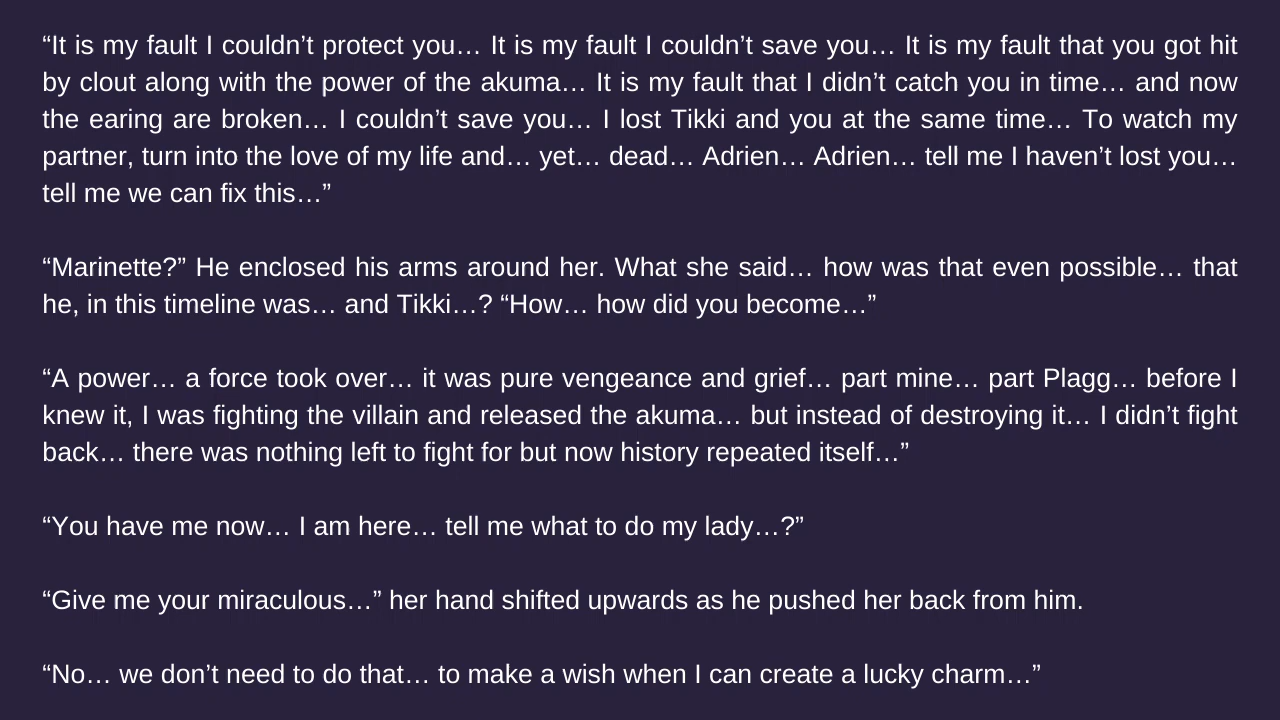 “It is my fault I couldn’t protect you… It is my fault I couldn’t save you… It is my fault that you got hit
by clout along with the power of the akuma… It is my fault that I didn’t catch you in time… and now
the earing are broken… I couldn’t save you… I lost Tikki and you at the same time… To watch my
partner, turn into the love of my life and… yet… dead… Adrien… Adrien… tell me I haven’t lost you…
tell me we can fix this…”
“Marinette?” He enclosed his arms around her. What she said… how was that even possible… that
he, in this timeline was… and Tikki…? “How… how did you become…”
“A power… a force took over… it was pure vengeance and grief… part mine… part Plagg… before I
knew it, I was fighting the villain and released the akuma… but instead of destroying it… I didn’t fight
back… there was nothing left to fight for but now history repeated itself…”
“You have me now… I am here… tell me what to do my lady…?”
“Give me your miraculous…” her hand shifted upwards as he pushed her back from him.
“No… we don’t need to do that… to make a wish when I can create a lucky charm…”